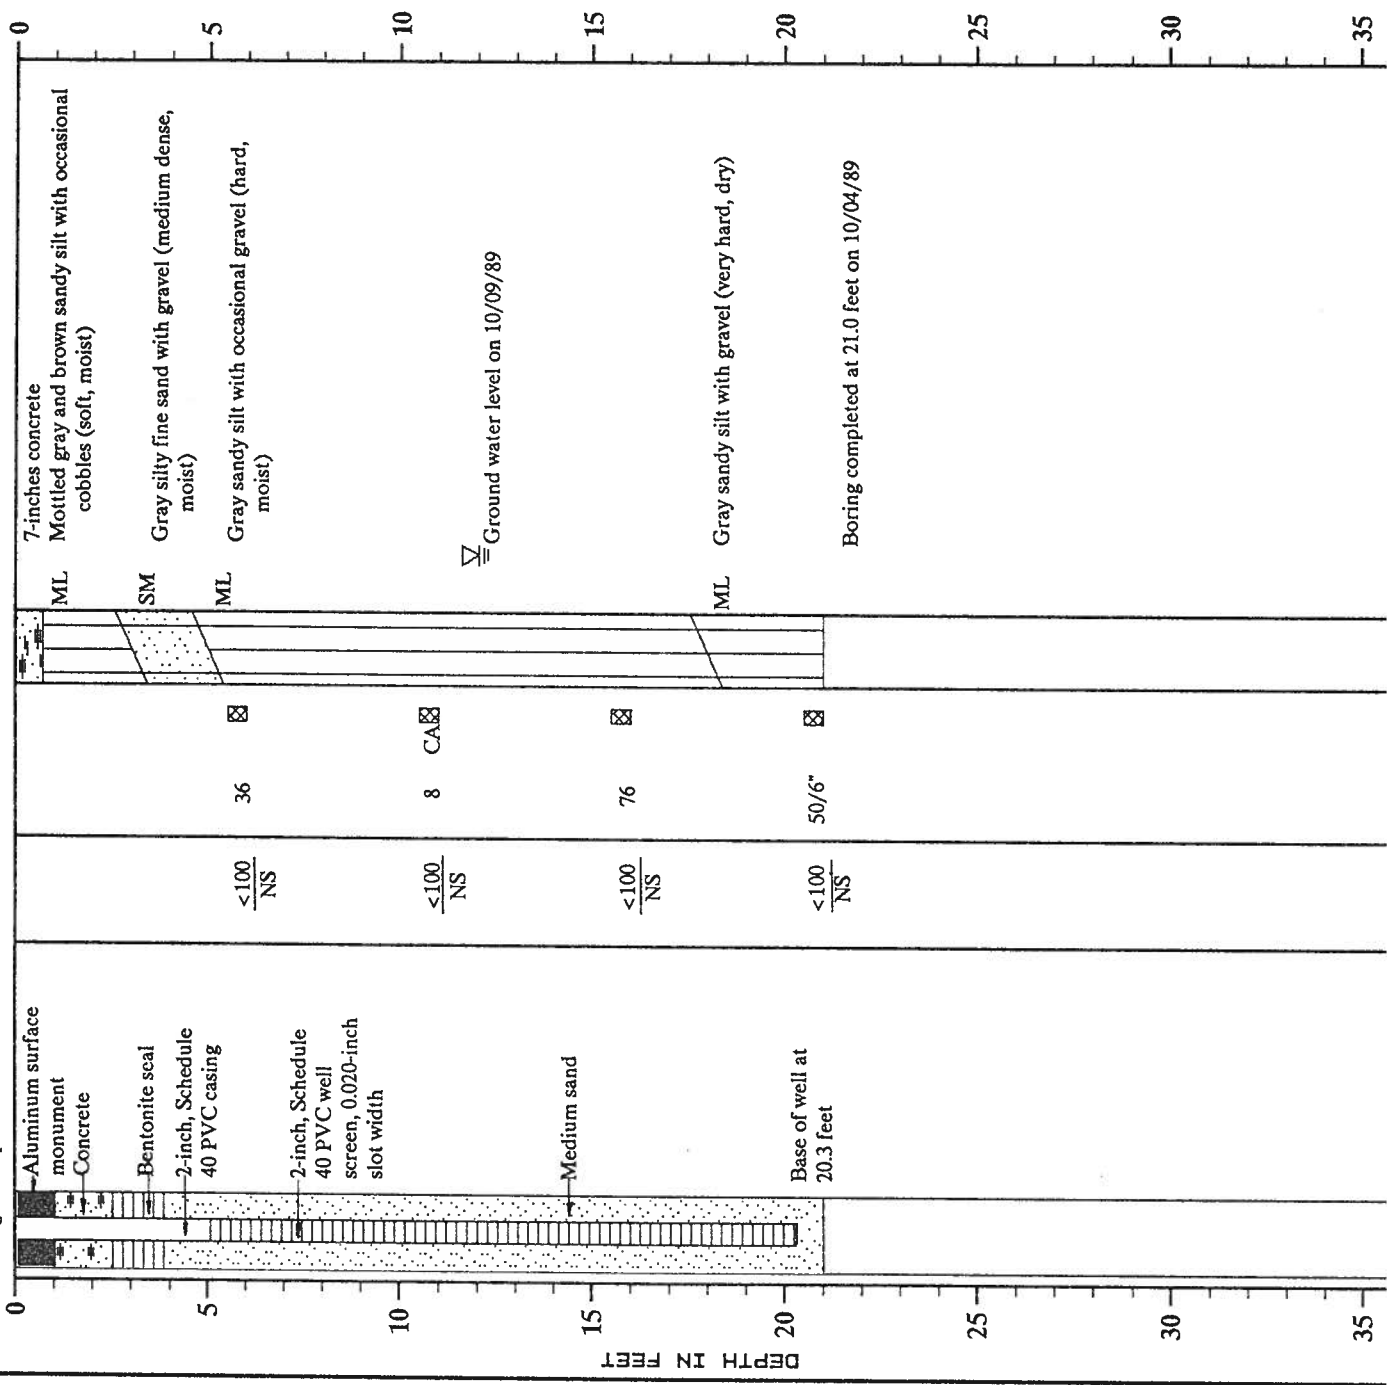 DEPTH IN FEET
0
5
10
15
20
25
30
35
Aluminum surface
monument
Concrete
Bentonite seal
2-inch, Schedule
40 PVC casing
2-inch, Schedule
40 PVC well
screen, 0.020-inch
slot width
Medium sand
Base of well at
20.3 feet
<100
NS
<100
NS
<100
NS
<100
NS
36
8
CA
76
50/6"
7-inches concrete
ML
Mottled gray and brown sandy silt with occasional
cobbles (soft, moist)
SM
Gray silty fine sand with gravel (medium dense,
moist)
ML
Gray sandy silt with occasional gravel (hard,
moist)
Ground water level on 10/09/89
ML
Gray sandy silt with gravel (very hard, dry)
Boring completed at 21.0 feet on 10/04/89
0
5
10
15
20
30
35